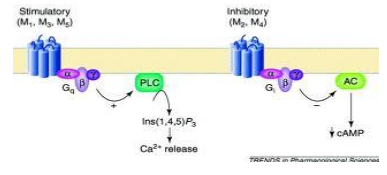 Stimulatory
(M1, M3, M5)
Inhibitory
(M2, M4)
α
β
γ
Gq
+
PLC
Ins(1,4,5)P3
Ca2+ release
α
β
γ
Gi
−
AC
cAMP
TRENDS in Pharmacological Sciences